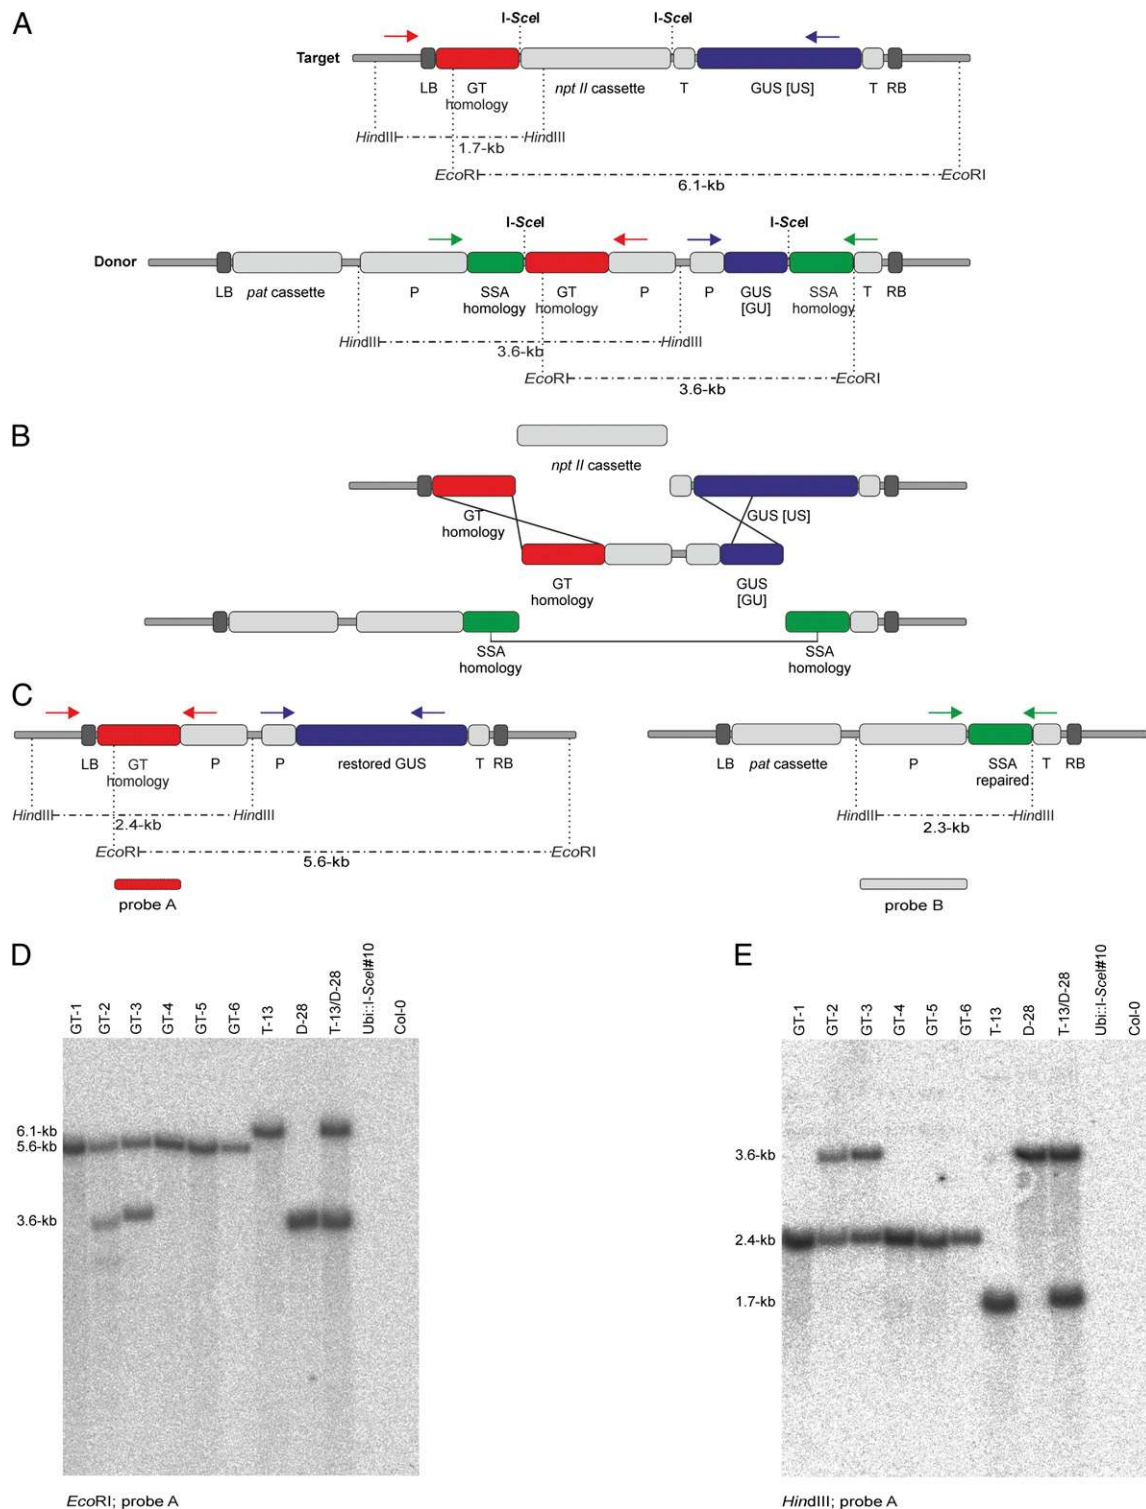 A
I-SceI I-SceI
Target
LB GT homology npt II cassette T GUS [US] T RB
HindIII HindIII
1.7-kb
EcoRI EcoRI
6.1-kb
I-SceI I-SceI
Donor
LB pat cassette P SSA homology GT homology P P GUS [GU] SSA homology T RB
HindIII HindIII
3.6-kb
EcoRI EcoRI
3.6-kb
B
npt II cassette
GT homology GUS [US]
GT homology GUS [GU]
SSA homology SSA homology
C
LB GT homology P P restored GUS T RB
HindIII HindIII
2.4-kb
EcoRI EcoRI
5.6-kb
probe A
LB pat cassette P SSA repaired T RB
HindIII HindIII
2.3-kb
probe B
D
GT-1 GT-2 GT-3 GT-4 GT-5 GT-6 T-13 D-28 T-13/D-28 Ubi::I-SceI#10 Col-0
6.1-kb
5.6-kb
3.6-kb
EcoRI; probe A
E
GT-1 GT-2 GT-3 GT-4 GT-5 GT-6 T-13 D-28 T-13/D-28 Ubi::I-SceI#10 Col-0
3.6-kb
2.4-kb
1.7-kb
HindIII; probe A